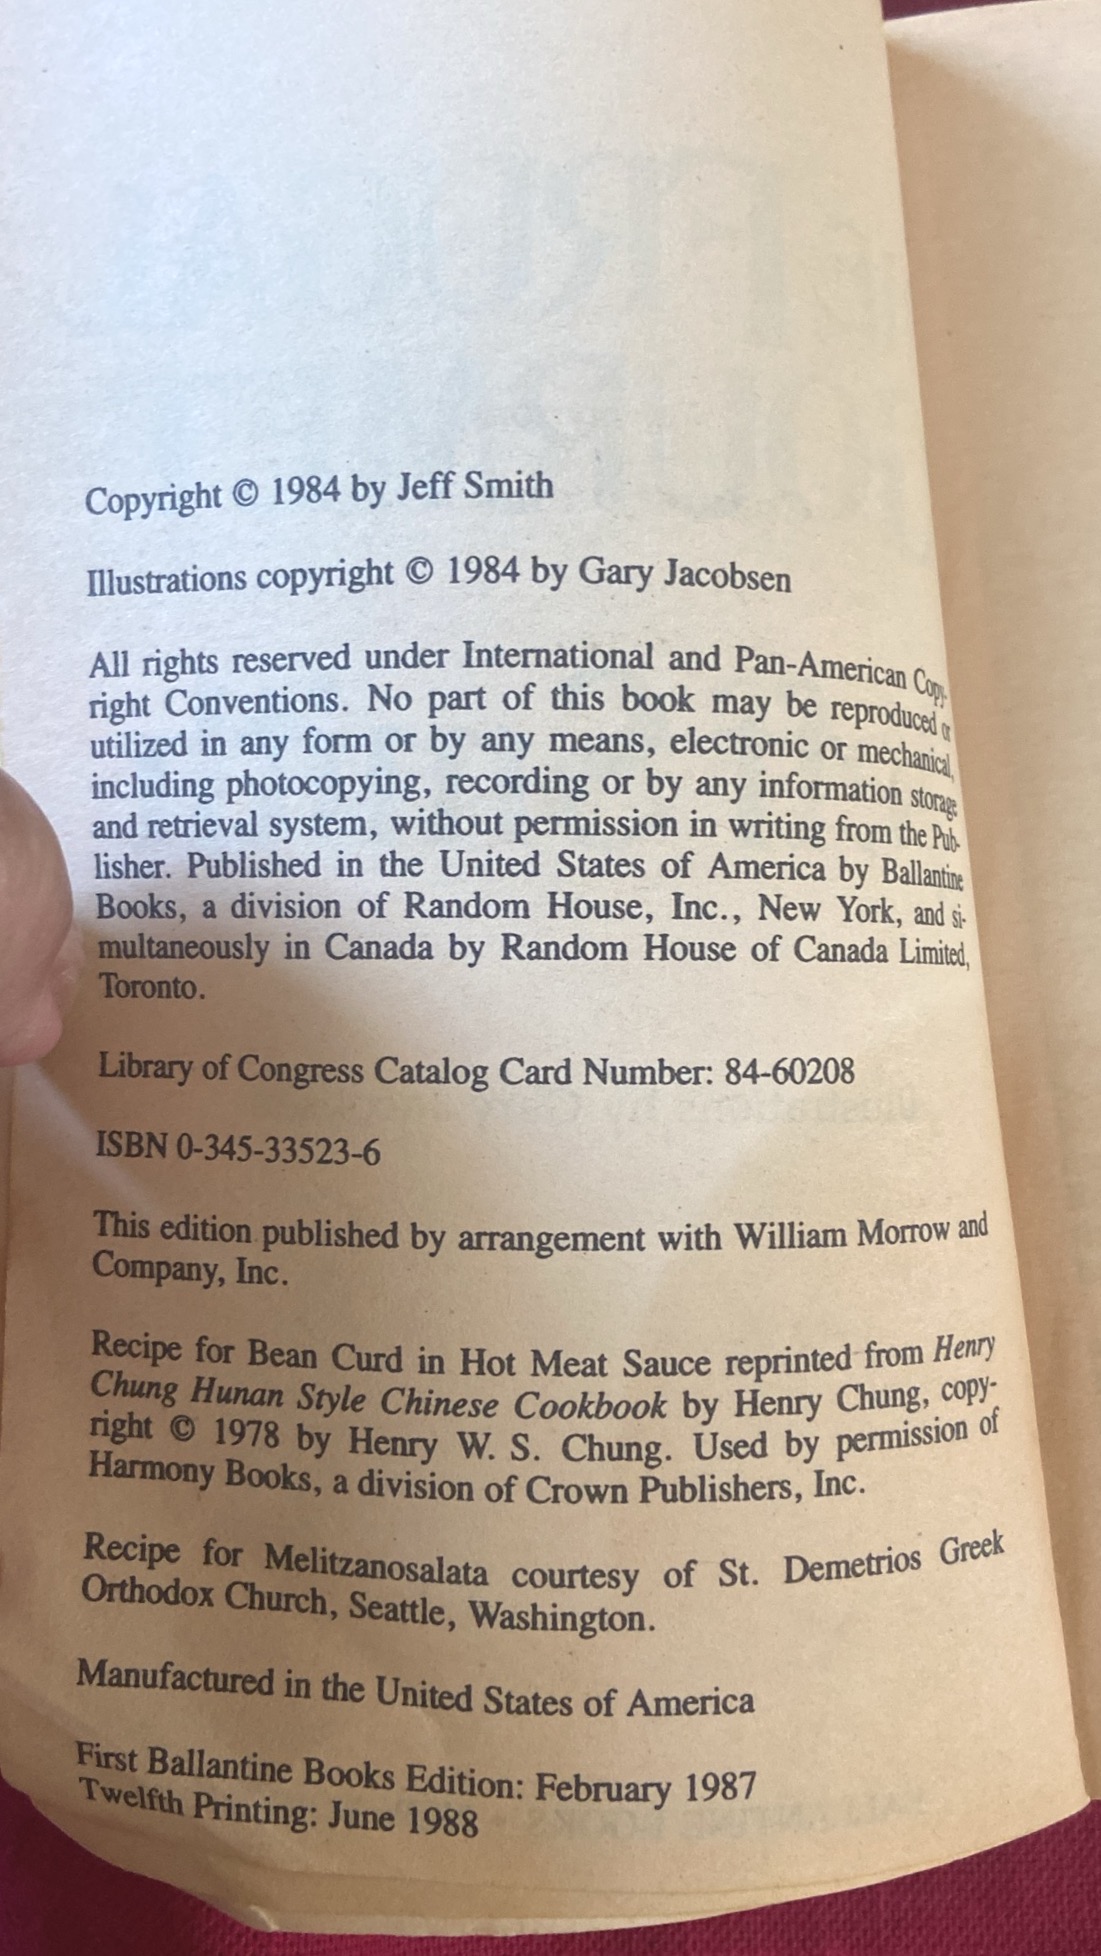 Copyright © 1984 by Jeff Smith
Illustrations copyright © 1984 by Gary Jacobsen
All rights reserved under International and Pan-American Copy-
right Conventions. No part of this book may be reproduced or
utilized in any form or by any means, electronic or mechanical,
including photocopying, recording or by any information storage
and retrieval system, without permission in writing from the Pub-
lisher. Published in the United States of America by Ballantine
Books, a division of Random House, Inc., New York, and si-
multaneously in Canada by Random House of Canada Limited,
Toronto.
Library of Congress Catalog Card Number: 84-60208
ISBN 0-345-33523-6
This edition published by arrangement with William Morrow and
Company, Inc.
Recipe for Bean Curd in Hot Meat Sauce reprinted from Henry
Chung Hunan Style Chinese Cookbook by Henry Chung, copy-
right © 1978 by Henry W. S. Chung. Used by permission of
Harmony Books, a division of Crown Publishers, Inc.
Recipe for Melitzanosalata courtesy of St. Demetrios Greek
Orthodox Church, Seattle, Washington.
Manufactured in the United States of America
First Ballantine Books Edition: February 1987
Twelfth Printing: June 1988